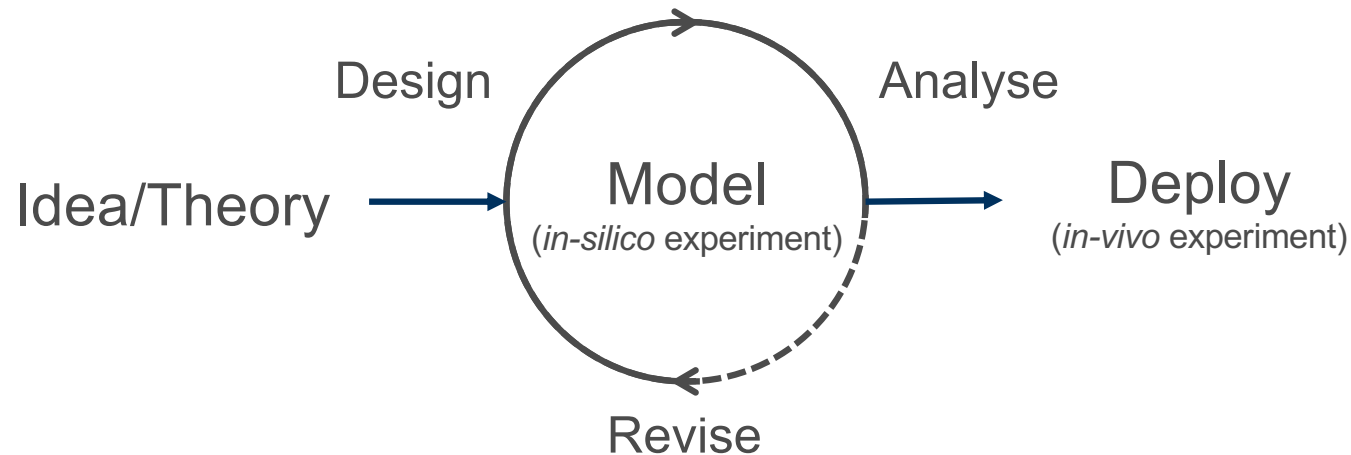 Design
Analyse
Idea/Theory
Model
(in-silico experiment)
Deploy
(in-vivo experiment)
Revise